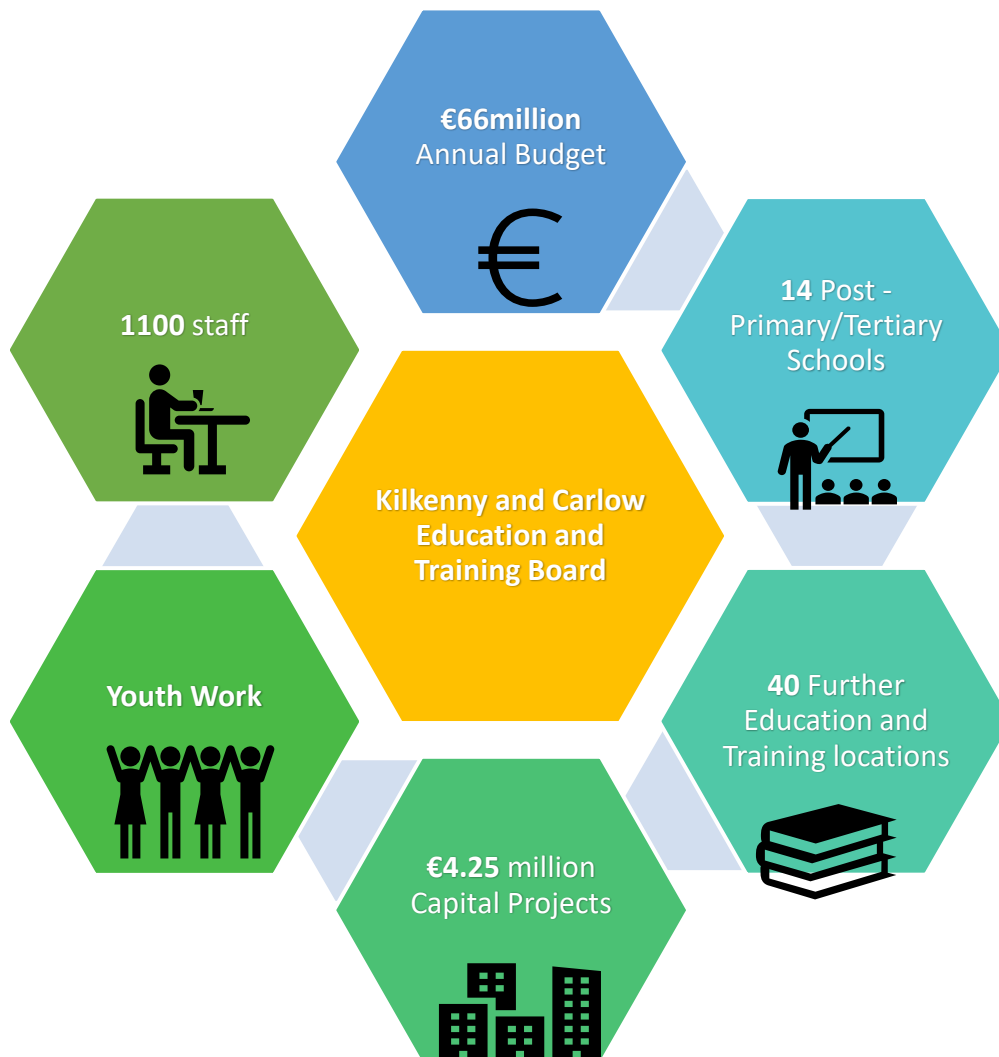 €66million
Annual Budget
14 Post -
Primary/Tertiary
Schools
40 Further
Education and
Training locations
€4.25 million
Capital Projects
Youth Work
1100 staff
Kilkenny and Carlow
Education and
Training Board